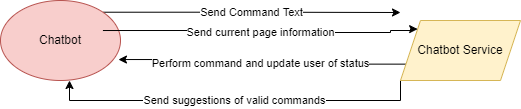 Send Command Text
Send current page information
Chatbot
Chatbot Service
Perform command and update user of status
Send suggestions of valid commands